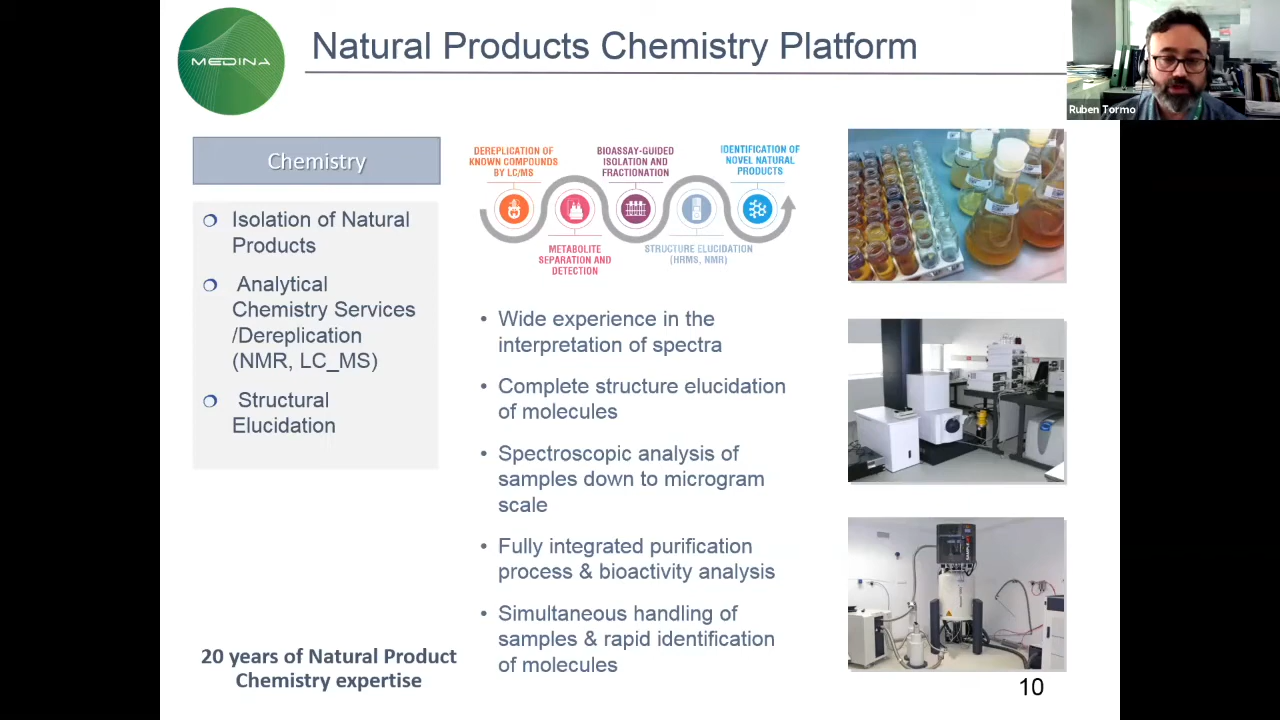 MEDINA
Natural Products Chemistry Platform
Ruben Tormo
Chemistry
Isolation of Natural
Products
Analytical
Chemistry Services
/Dereplication
(NMR, LC_MS)
Structural
Elucidation
20 years of Natural Product
Chemistry expertise
DEREPLICATION OF
KNOWN COMPOUNDS
BY LC/MS
METABOLITE
SEPARATION AND
DETECTION
BIOASSAY-GUIDED
ISOLATION AND
FRACTIONATION
STRUCTURE ELUCIDATION
(HRMS, NMR)
IDENTIFICATION OF
NOVEL NATURAL
PRODUCTS
• Wide experience in the
interpretation of spectra
• Complete structure elucidation
of molecules
• Spectroscopic analysis of
samples down to microgram
scale
• Fully integrated purification
process & bioactivity analysis
• Simultaneous handling of
samples & rapid identification
of molecules
10